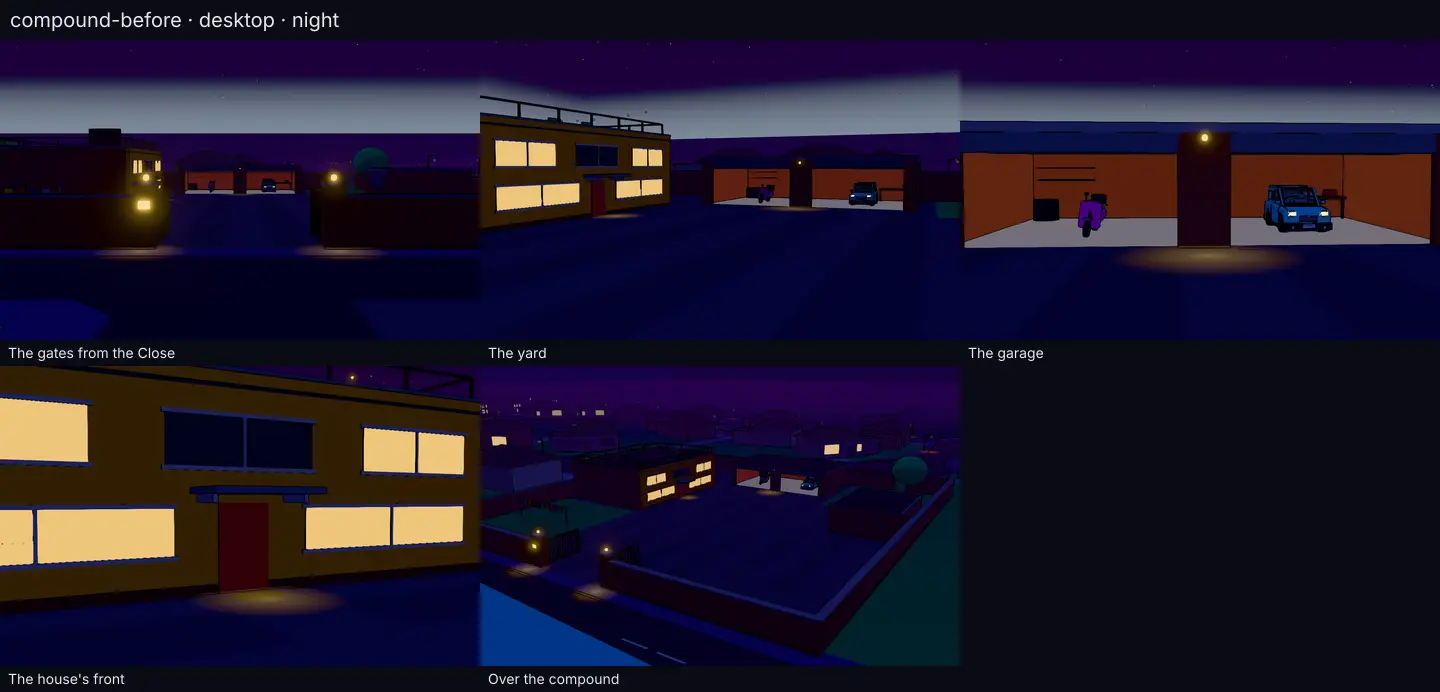 compound-before · desktop · night
The gates from the Close
The yard
The garage
The house's front
Over the compound